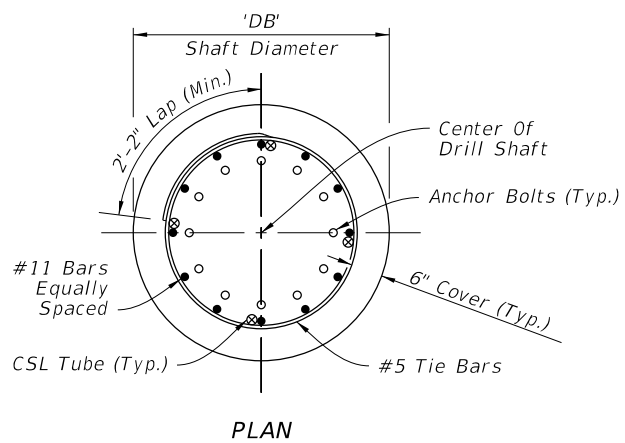 'DB'
Shaft Diameter
2'-2" Lap (Min.)
Center Of
Drill Shaft
Anchor Bolts (Typ.)
#11 Bars
Equally
Spaced
6" Cover (Typ.)
CSL Tube (Typ.)
#5 Tie Bars
PLAN